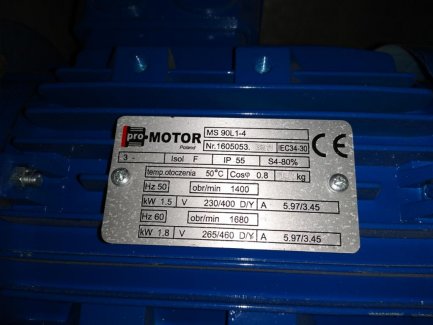 pro-MOTOR Poland MS 90L1-4
Nr.1605053. IEC34-30 CE
3 ~ Isol F IP 55 S4-80%
temp.otoczenia 50°C Cosφ 0.8 kg
Hz 50 obr/min 1400
kW 1.5 V 230/400 D/Y A 5.97/3.45
Hz 60 obr/min 1680
kW 1.8 V 265/460 D/Y A 5.97/3.45